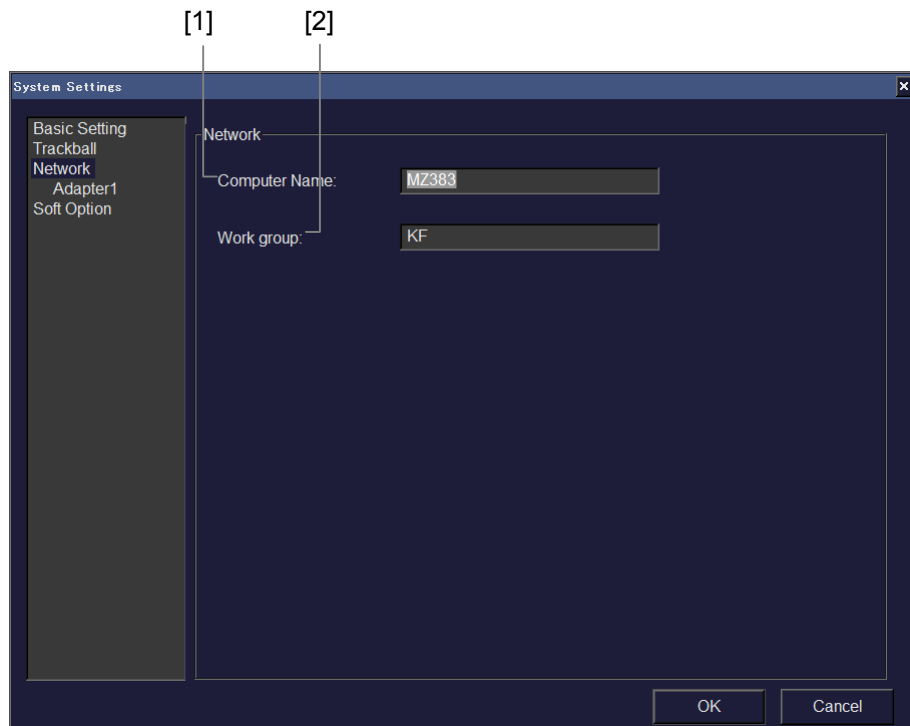 [1] [2]
System Settings
Basic Setting
Trackball
Network
Adapter1
Soft Option
Network
Computer Name: MZ383
Work group: KF
OK Cancel